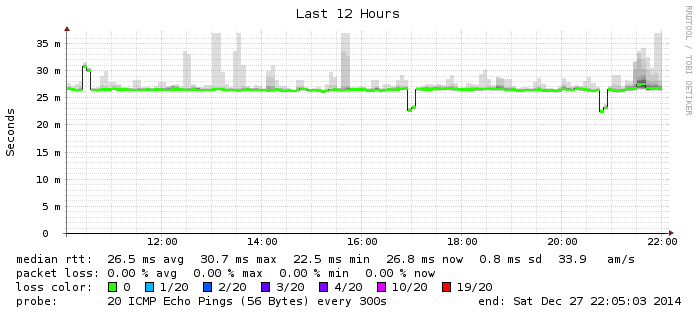 Last 12 Hours
RRDTOOL / TOBI OETIKER
Seconds
35 m
30 m
25 m
20 m
15 m
10 m
5 m
0
12:00 14:00 16:00 18:00 20:00 22:00
median rtt: 26.5 ms avg 30.7 ms max 22.5 ms min 26.8 ms now 0.8 ms sd 33.9 am/s
packet loss: 0.00 % avg 0.00 % max 0.00 % min 0.00 % now
loss color: 0 1/20 2/20 3/20 4/20 10/20 19/20
probe: 20 ICMP Echo Pings (56 Bytes) every 300s end: Sat Dec 27 22:05:03 2014